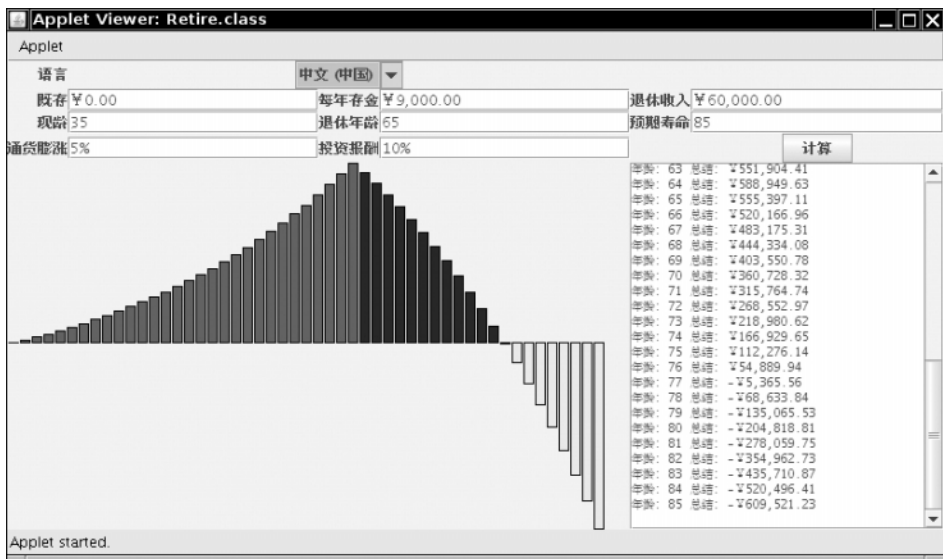 Applet Viewer: Retire.class
Applet
语言 中文 (中国)
既存 ￥0.00 每年存金 ￥9,000.00 退休收入 ￥60,000.00
现龄 35 退休年龄 65 预期寿命 85
通货膨涨 5% 投资报酬 10% 计算
年龄: 63 总结: ￥551,904.41
年龄: 64 总结: ￥588,949.63
年龄: 65 总结: ￥555,397.11
年龄: 66 总结: ￥520,166.96
年龄: 67 总结: ￥483,175.31
年龄: 68 总结: ￥444,334.08
年龄: 69 总结: ￥403,550.78
年龄: 70 总结: ￥360,728.32
年龄: 71 总结: ￥315,764.74
年龄: 72 总结: ￥268,552.97
年龄: 73 总结: ￥218,980.62
年龄: 74 总结: ￥166,929.65
年龄: 75 总结: ￥112,276.14
年龄: 76 总结: ￥54,889.94
年龄: 77 总结: -￥5,365.56
年龄: 78 总结: -￥68,633.84
年龄: 79 总结: -￥135,065.53
年龄: 80 总结: -￥204,818.81
年龄: 81 总结: -￥278,059.75
年龄: 82 总结: -￥354,962.73
年龄: 83 总结: -￥435,710.87
年龄: 84 总结: -￥520,496.41
年龄: 85 总结: -￥609,521.23
Applet started.